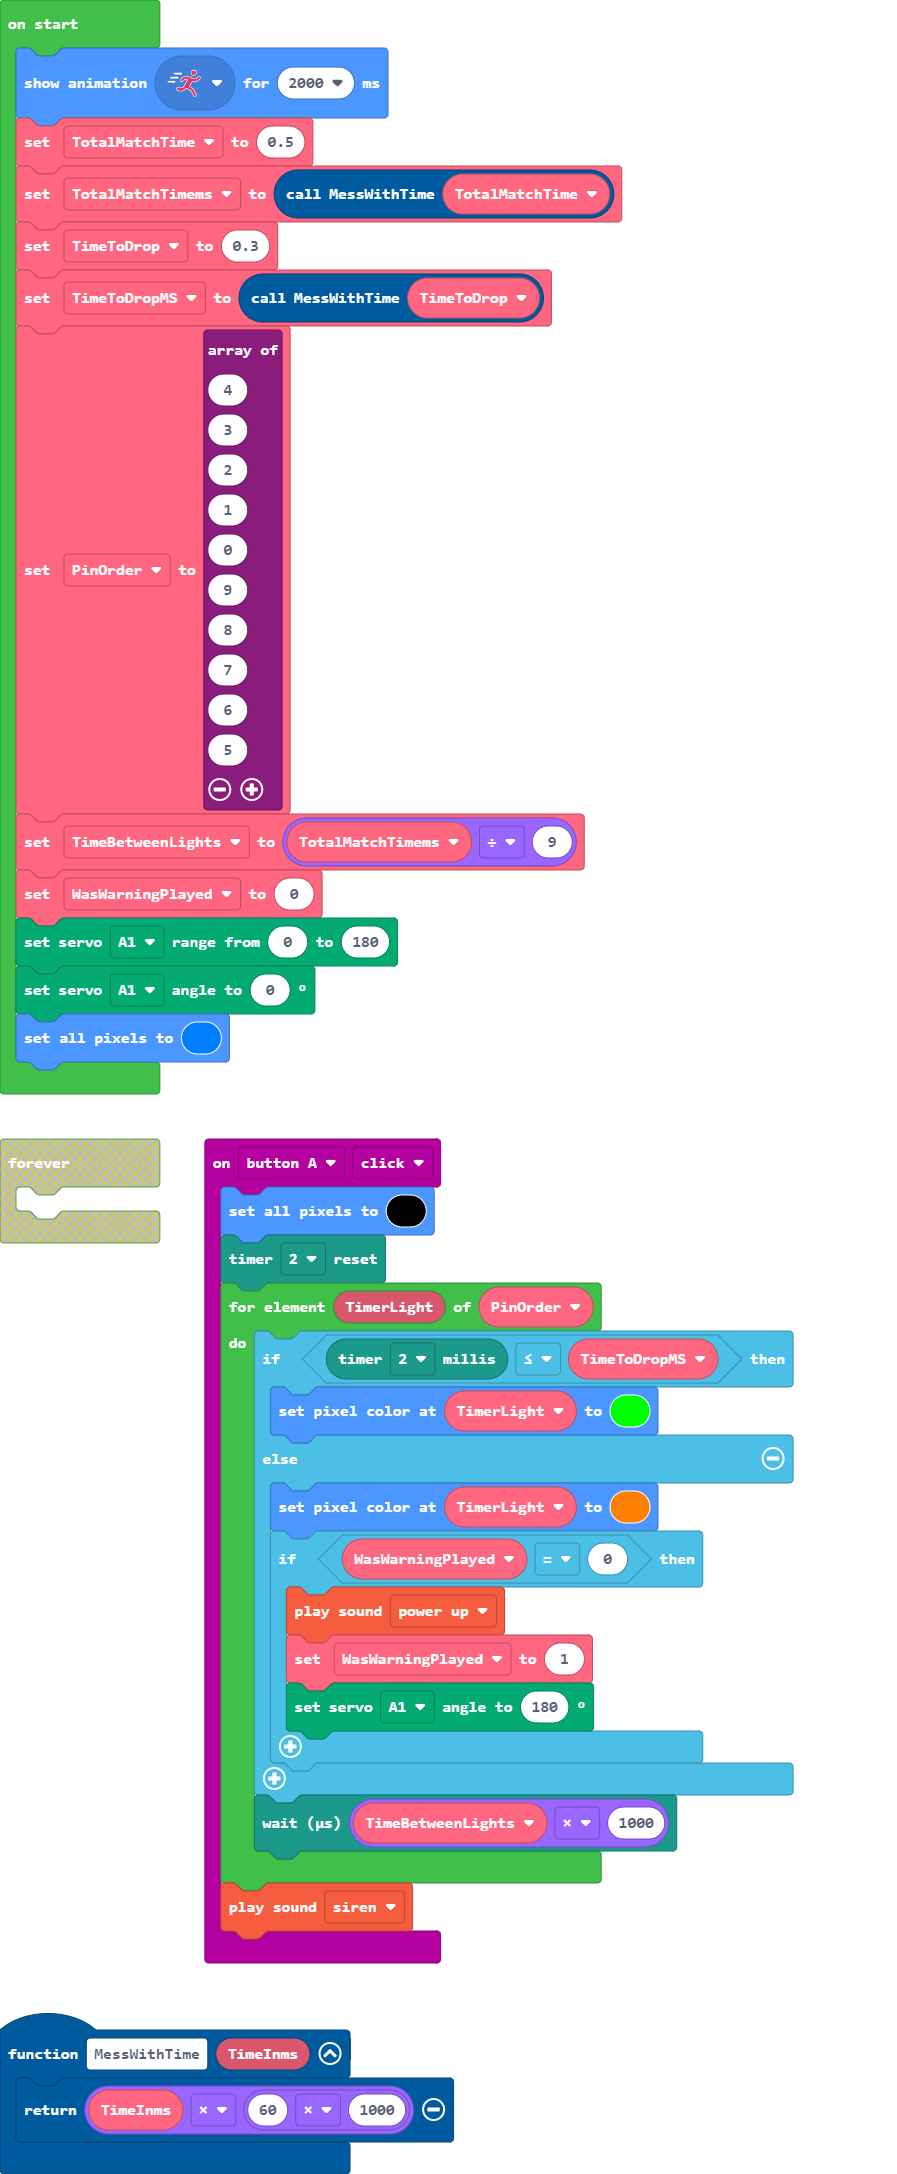 on start
show animation for 2000 ms
set TotalMatchTime to 0.5
set TotalMatchTimems to call MessWithTime TotalMatchTime
set TimeToDrop to 0.3
set TimeToDropMS to call MessWithTime TimeToDrop
set PinOrder to array of
4
3
2
1
0
9
8
7
6
5
set TimeBetweenLights to TotalMatchTimems ÷ 9
set WasWarningPlayed to 0
set servo A1 range from 0 to 180
set servo A1 angle to 0 °
set all pixels to
forever
on button A click
set all pixels to
timer 2 reset
for element TimerLight of PinOrder
do
if timer 2 millis ≤ TimeToDropMS then
set pixel color at TimerLight to
else
set pixel color at TimerLight to
if WasWarningPlayed = 0 then
play sound power up
set WasWarningPlayed to 1
set servo A1 angle to 180 °
wait (µs) TimeBetweenLights × 1000
play sound siren
function MessWithTime TimeInms
return TimeInms × 60 × 1000